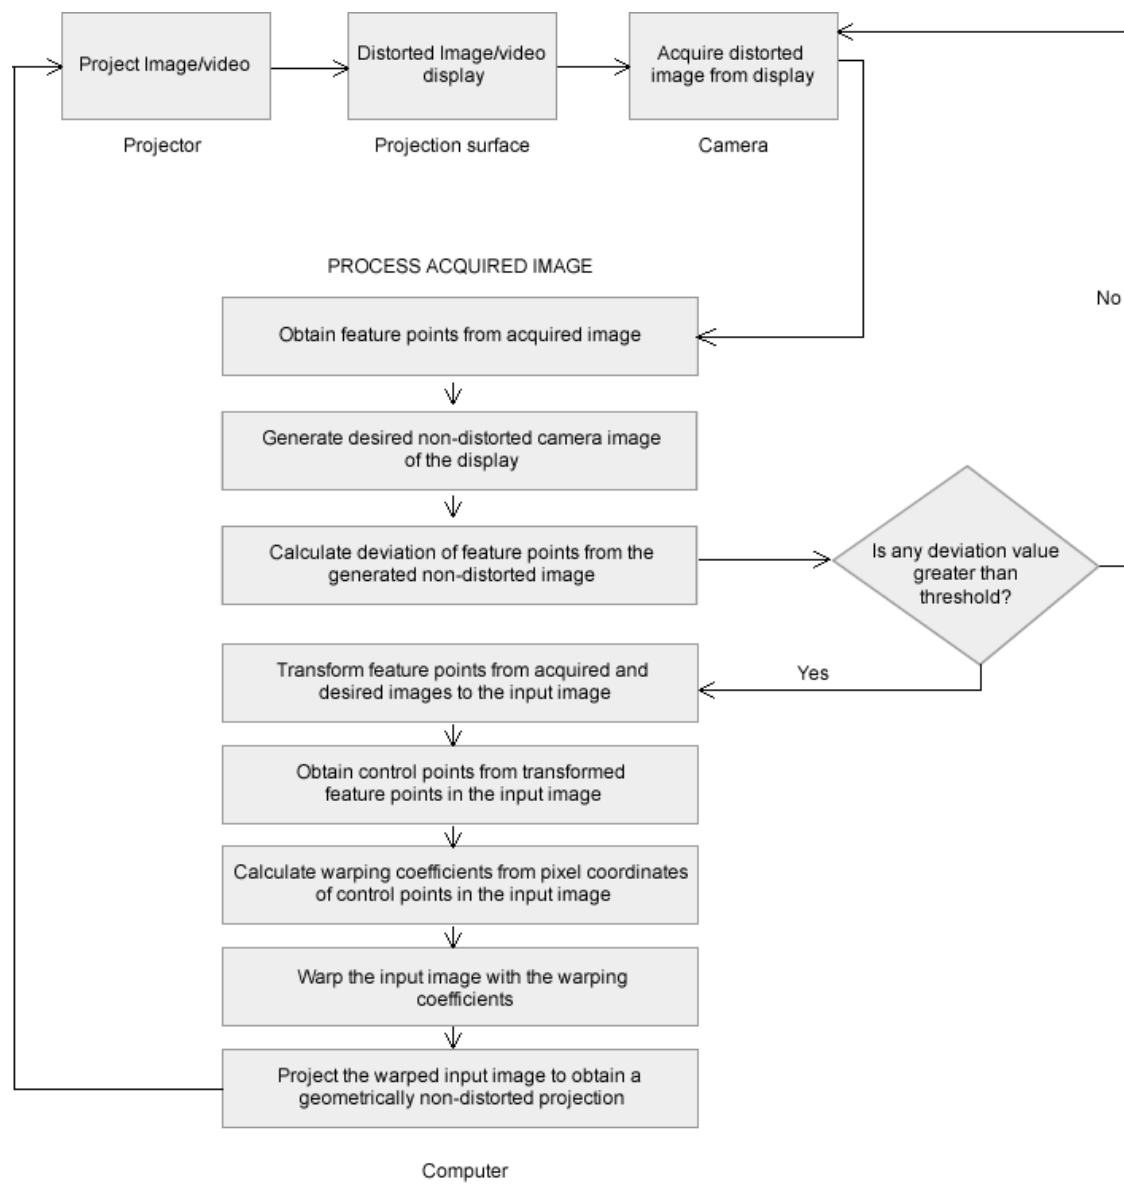 Project Image/video
Distorted Image/video
display
Acquire distorted
image from display
Projector
Projection surface
Camera
PROCESS ACQUIRED IMAGE
No
Obtain feature points from acquired image
Generate desired non-distorted camera image
of the display
Calculate deviation of feature points from the
generated non-distorted image
Is any deviation value
greater than
threshold?
Yes
Transform feature points from acquired and
desired images to the input image
Obtain control points from transformed
feature points in the input image
Calculate warping coefficients from pixel coordinates
of control points in the input image
Warp the input image with the warping
coefficients
Project the warped input image to obtain a
geometrically non-distorted projection
Computer